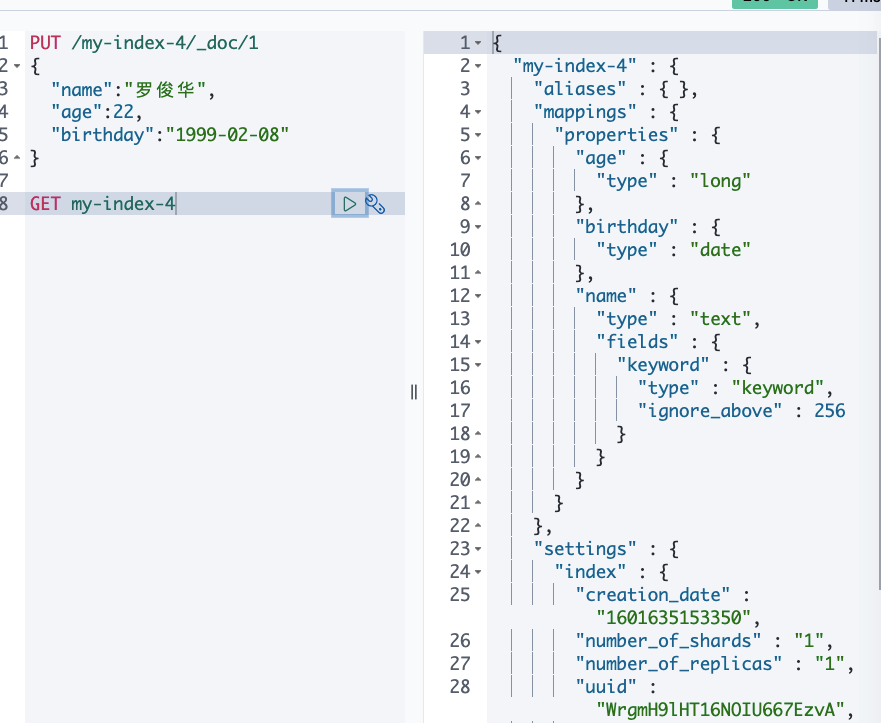 1 PUT /my-index-4/_doc/1
2 {
3 "name":"罗俊华",
4 "age":22,
5 "birthday":"1999-02-08"
6 }
7
8 GET my-index-4
1 {
2 "my-index-4" : {
3 "aliases" : { },
4 "mappings" : {
5 "properties" : {
6 "age" : {
7 "type" : "long"
8 },
9 "birthday" : {
10 "type" : "date"
11 },
12 "name" : {
13 "type" : "text",
14 "fields" : {
15 "keyword" : {
16 "type" : "keyword",
17 "ignore_above" : 256
18 }
19 }
20 }
21 }
22 },
23 "settings" : {
24 "index" : {
25 "creation_date" :
"1601635153350",
26 "number_of_shards" : "1",
27 "number_of_replicas" : "1",
28 "uuid" :
"WrgmH9lHT16NOIU667EzvA",